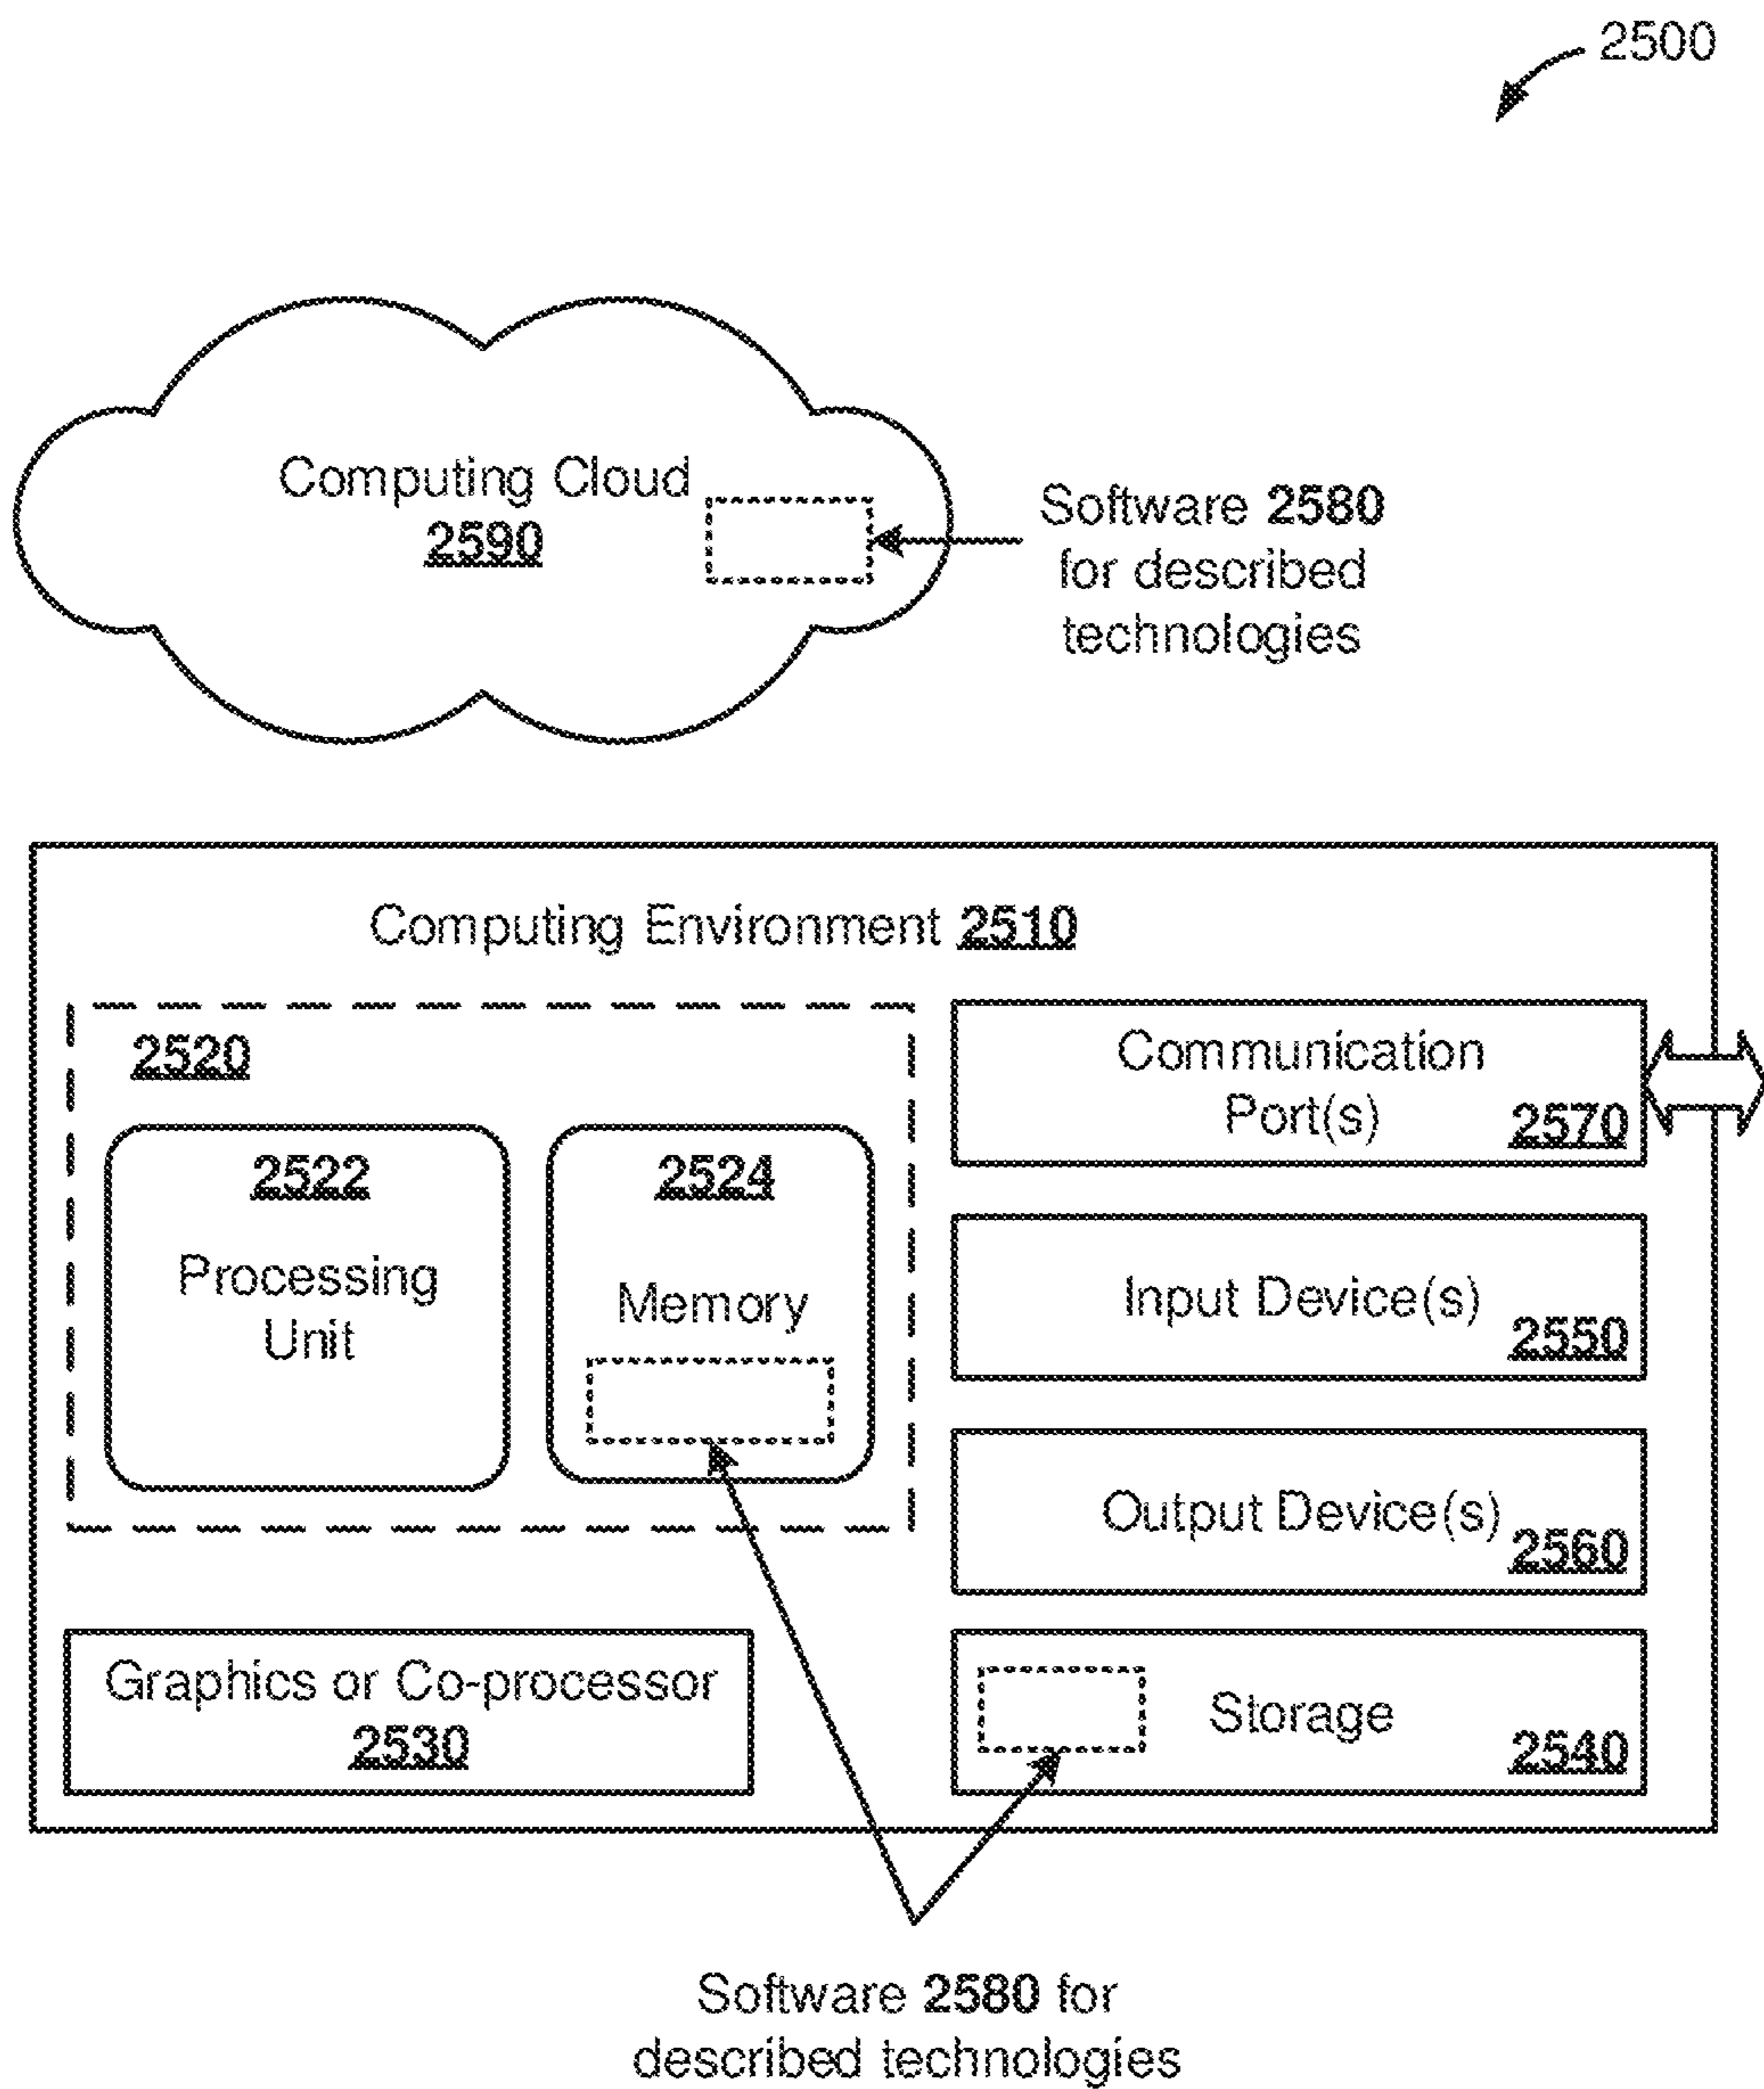 2500
Computing Cloud
2590
Software 2580
for described
technologies
Computing Environment 2510
2520
2522
Processing
Unit
2524
Memory
Communication
Port(s)
2570
Input Device(s)
2550
Output Device(s)
2560
Graphics or Co-processor
2530
Storage
2540
Software 2580 for
described technologies